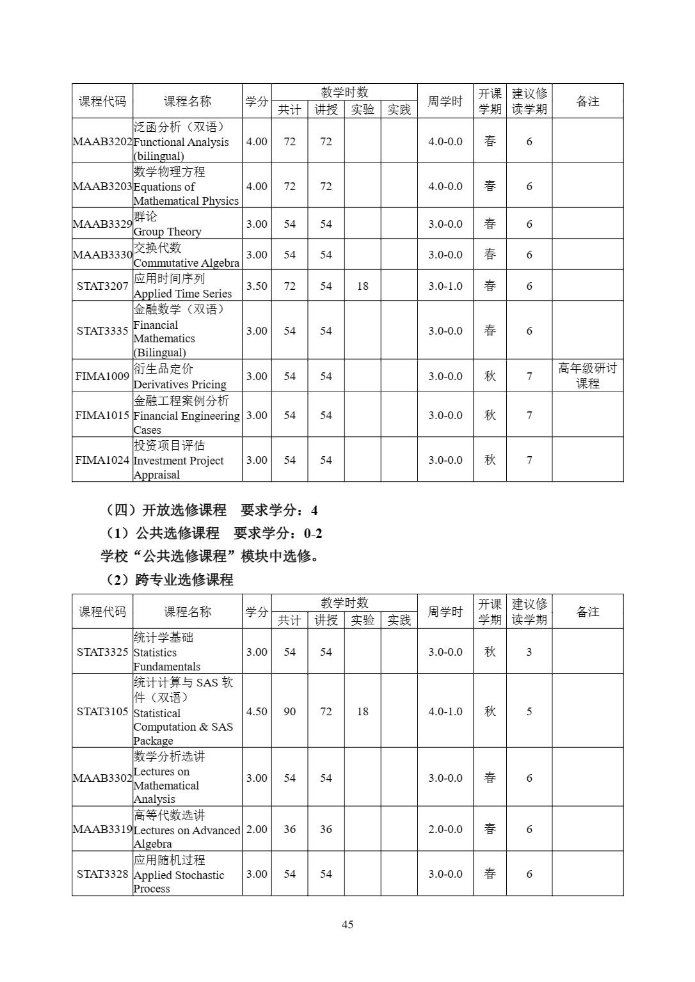 课程代码 课程名称 学分 教学时数 周学时 开课学期 建议修读学期 备注
共计 讲授 实验 实践
MAAB3202 泛函分析（双语） Functional Analysis (bilingual) 4.00 72 72 4.0-0.0 春 6
MAAB3203 数学物理方程 Equations of Mathematical Physics 4.00 72 72 4.0-0.0 春 6
MAAB3329 群论 Group Theory 3.00 54 54 3.0-0.0 春 6
MAAB3330 交换代数 Commutative Algebra 3.00 54 54 3.0-0.0 春 6
STAT3207 应用时间序列 Applied Time Series 3.50 72 54 18 3.0-1.0 春 6
STAT3335 金融数学（双语） Financial Mathematics (Bilingual) 3.00 54 54 3.0-0.0 春 6
FIMA1009 衍生品定价 Derivatives Pricing 3.00 54 54 3.0-0.0 秋 7 高年级研讨课程
FIMA1015 金融工程案例分析 Financial Engineering Cases 3.00 54 54 3.0-0.0 秋 7
FIMA1024 投资项目评估 Investment Project Appraisal 3.00 54 54 3.0-0.0 秋 7
（四）开放选修课程 要求学分：4
（1）公共选修课程 要求学分：0-2
学校“公共选修课程”模块中选修。
（2）跨专业选修课程
课程代码 课程名称 学分 教学时数 周学时 开课学期 建议修读学期 备注
共计 讲授 实验 实践
STAT3325 统计学基础 Statistics Fundamentals 3.00 54 54 3.0-0.0 秋 3
STAT3105 统计计算与 SAS 软件（双语） Statistical Computation & SAS Package 4.50 90 72 18 4.0-1.0 秋 5
MAAB3302 数学分析选讲 Lectures on Mathematical Analysis 3.00 54 54 3.0-0.0 春 6
MAAB3319 高等代数选讲 Lectures on Advanced Algebra 2.00 36 36 2.0-0.0 春 6
STAT3328 应用随机过程 Applied Stochastic Process 3.00 54 54 3.0-0.0 春 6
45